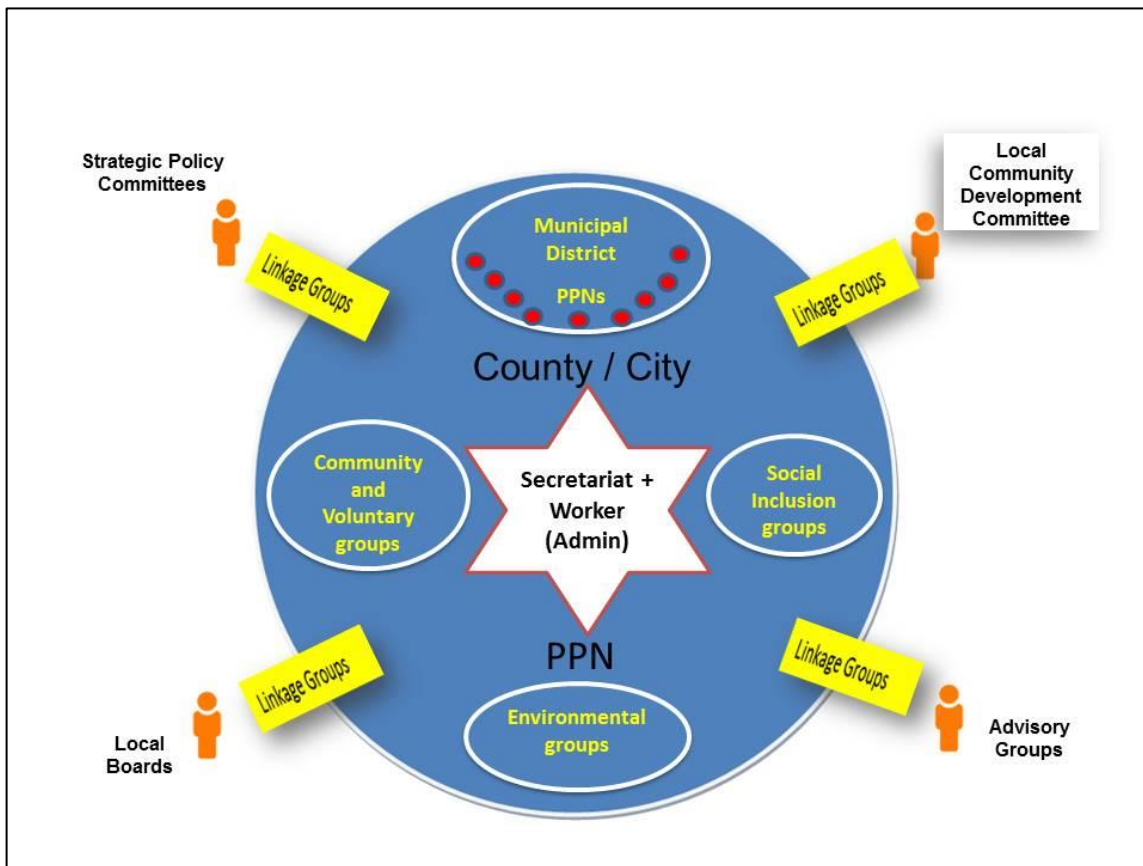 Strategic Policy
Committees
Local
Community
Development
Committee
Linkage Groups
Municipal
District
PPNs
Linkage Groups
County / City
Community
and
Voluntary
groups
Secretariat +
Worker
(Admin)
Social
Inclusion
groups
PPN
Linkage Groups
Linkage Groups
Environmental
groups
Local
Boards
Advisory
Groups